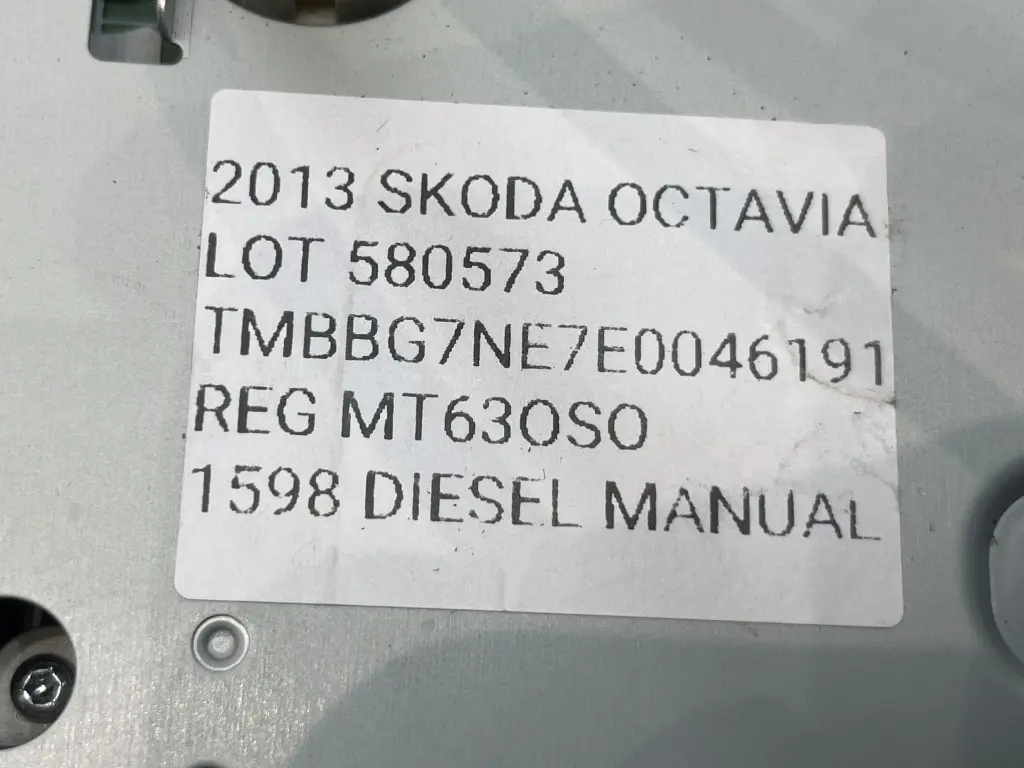 2013 SKODA OCTAVIA
LOT 580573
TMBBG7NE7E0046191
REG MT63OSO
1598 DIESEL MANUAL